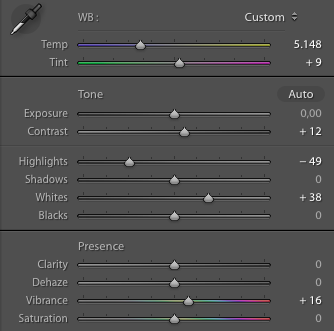 WB : Custom
Temp 5.148
Tint + 9
Tone Auto
Exposure 0,00
Contrast + 12
Highlights − 49
Shadows 0
Whites + 38
Blacks 0
Presence
Clarity 0
Dehaze 0
Vibrance + 16
Saturation 0